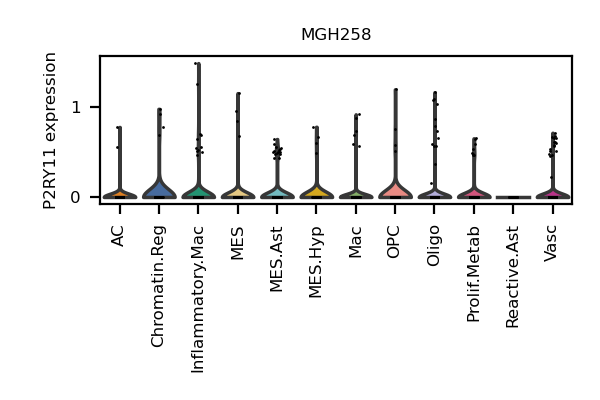 MGH258
P2RY11 expression
1
0
AC
Chromatin.Reg
Inflammatory.Mac
MES
MES.Ast
MES.Hyp
Mac
OPC
Oligo
Prolif.Metab
Reactive.Ast
Vasc